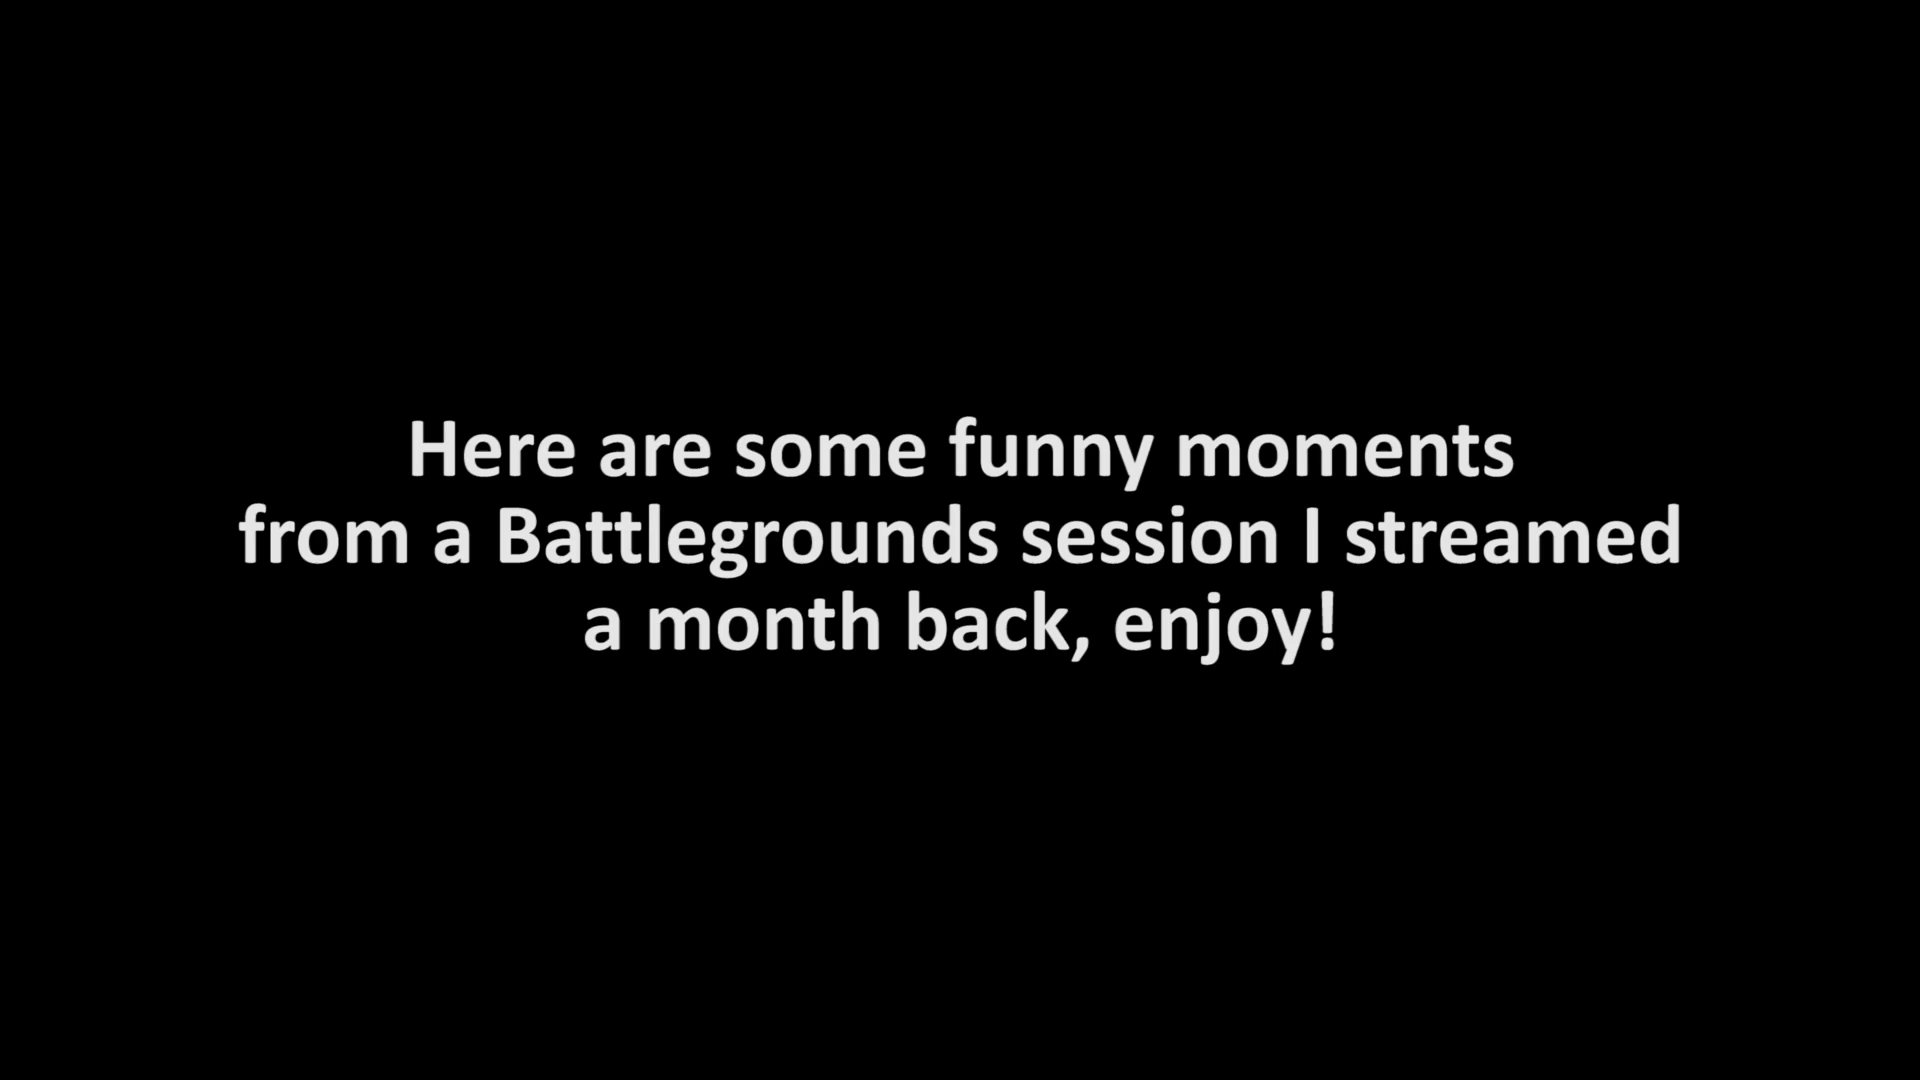 Here are some funny moments
from a Battlegrounds session I streamed
a month back, enjoy!